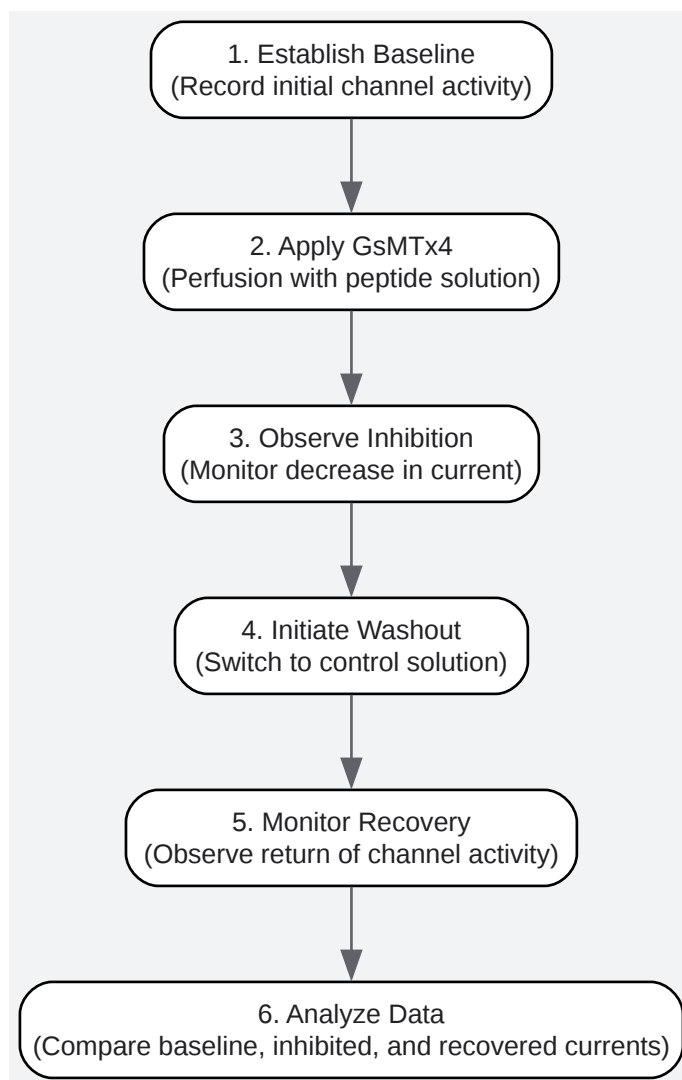 1. Establish Baseline
(Record initial channel activity)
2. Apply GsMTx4
(Perfusion with peptide solution)
3. Observe Inhibition
(Monitor decrease in current)
4. Initiate Washout
(Switch to control solution)
5. Monitor Recovery
(Observe return of channel activity)
6. Analyze Data
(Compare baseline, inhibited, and recovered currents)